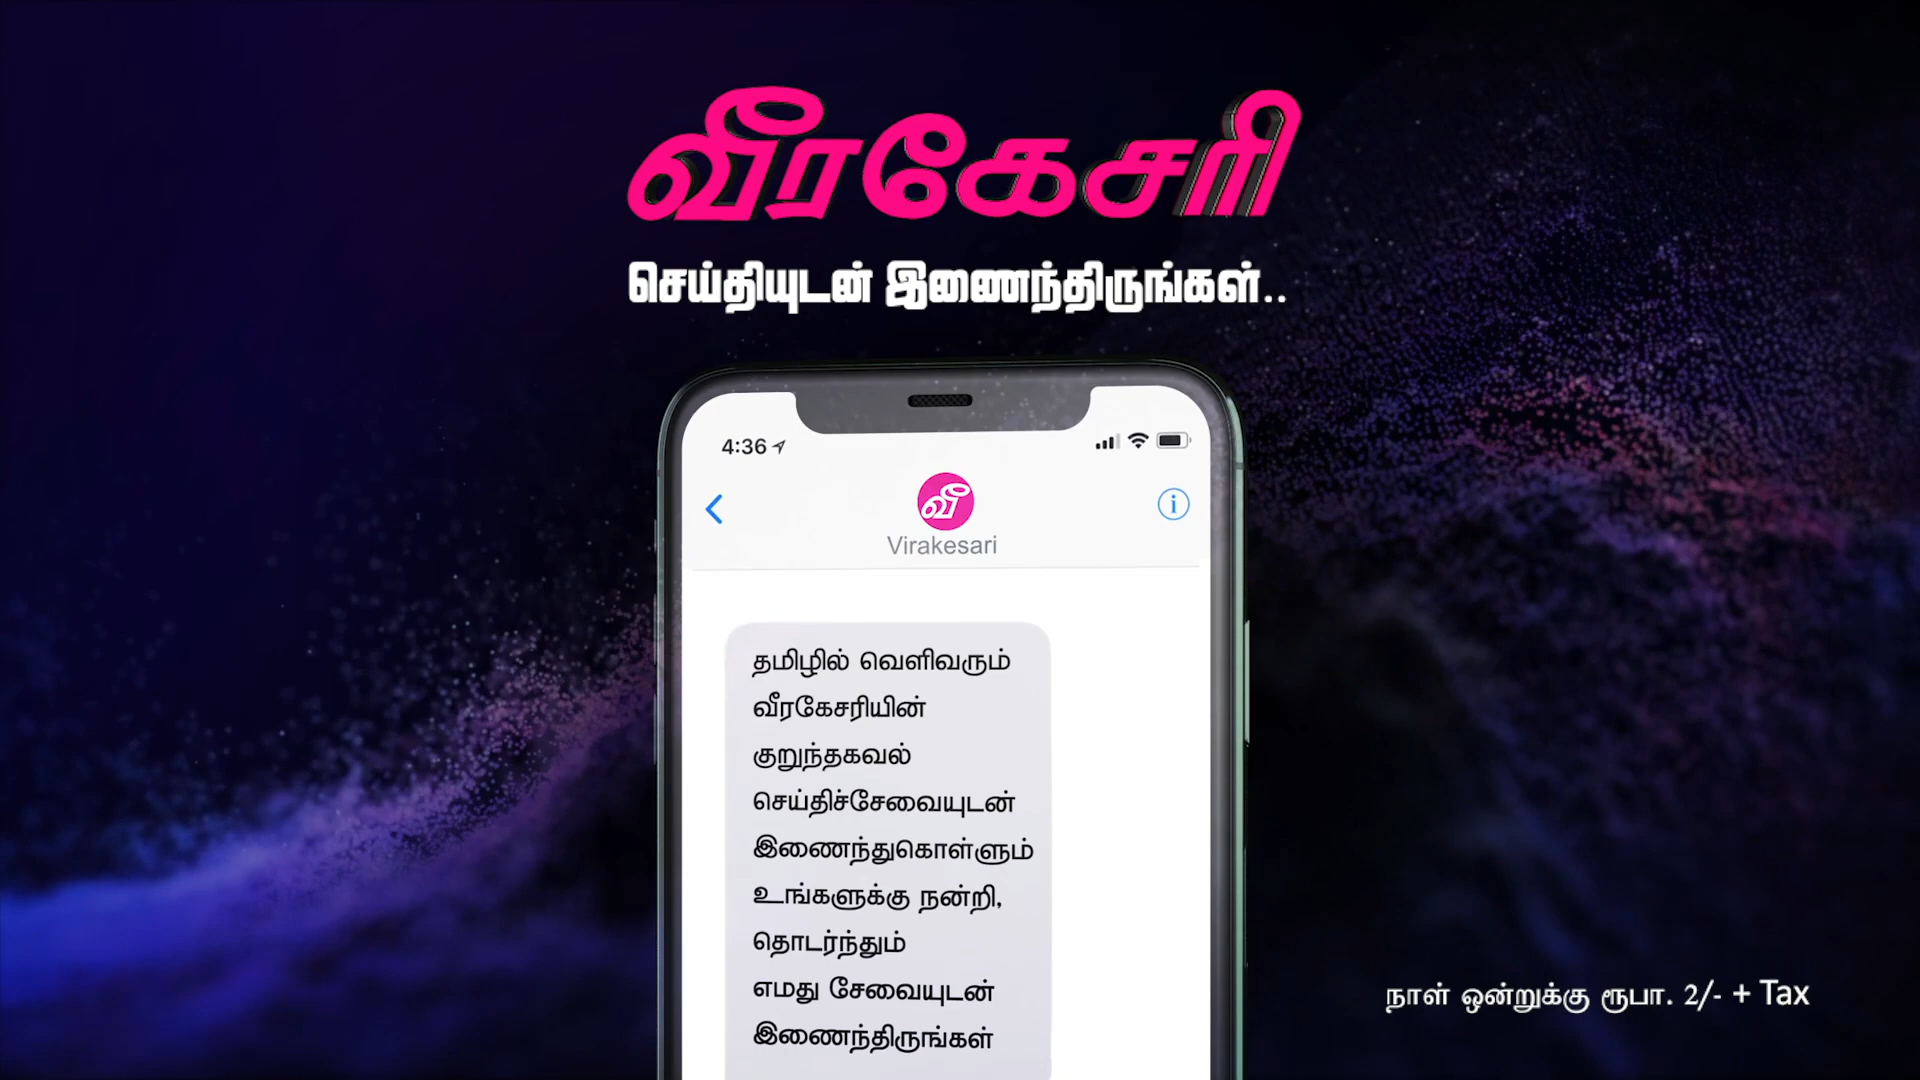 வீரகேசரி
செய்தியுடன் இணைந்திருங்கள்..
4:36
வீ
Virakesari
தமிழில் வெளிவரும்
வீரகேசரியின்
குறுந்தகவல்
செய்திச்சேவையுடன்
இணைந்துகொள்ளும்
உங்களுக்கு நன்றி,
தொடர்ந்தும்
எமது சேவையுடன்
இணைந்திருங்கள்
நாள் ஒன்றுக்கு ரூபா. 2/- + Tax